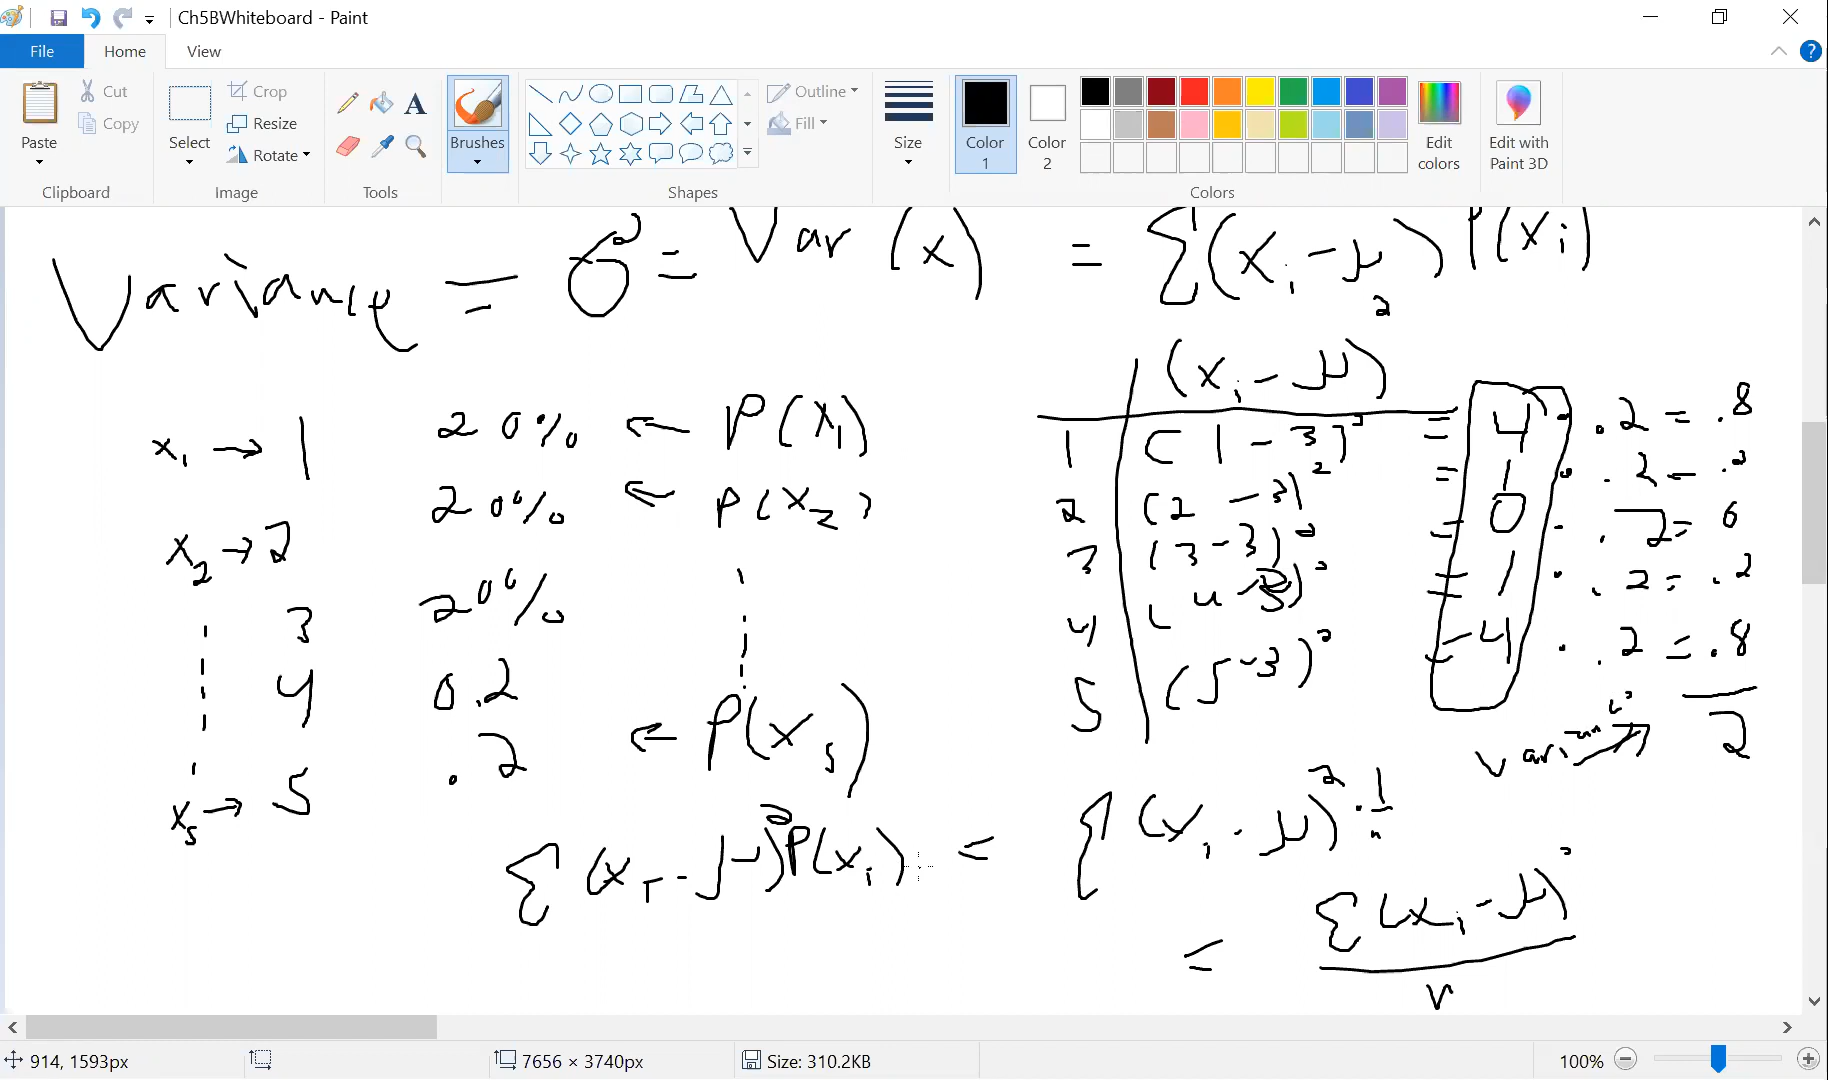 Ch5BWhiteboard - Paint
File Home View
Paste
Cut
Copy
Clipboard
Select
Crop
Resize
Rotate
Image
Tools
Brushes
Outline
Fill
Shapes
Size
Color 1
Color 2
Edit colors
Edit with Paint 3D
Colors
Variance = σ² = Var (x) = Σ(xᵢ - μ)² P(xᵢ)
(xᵢ - μ)
x₁ → 1 20% ← P(x₁)
x₂ → 2 20% ← P(x₂)
3 20%
4 0.2
x₅ → 5 .2 ← P(x₅)
1 (1 - 3)² = 4 · .2 = .8
2 (2 - 3)² = 1 · .2 = .2
3 (3 - 3)² = 0 · .2 = 0
4 (4 - 3)² = 1 · .2 = .2
5 (5 - 3)² = 4 · .2 = .8
variance → 2
Σ (xᵢ - μ)² P(xᵢ) = Σ (xᵢ - μ)² · 1/n
= Σ (xᵢ - μ)² / n
914, 1593px
7656 × 3740px
Size: 310.2KB
100%